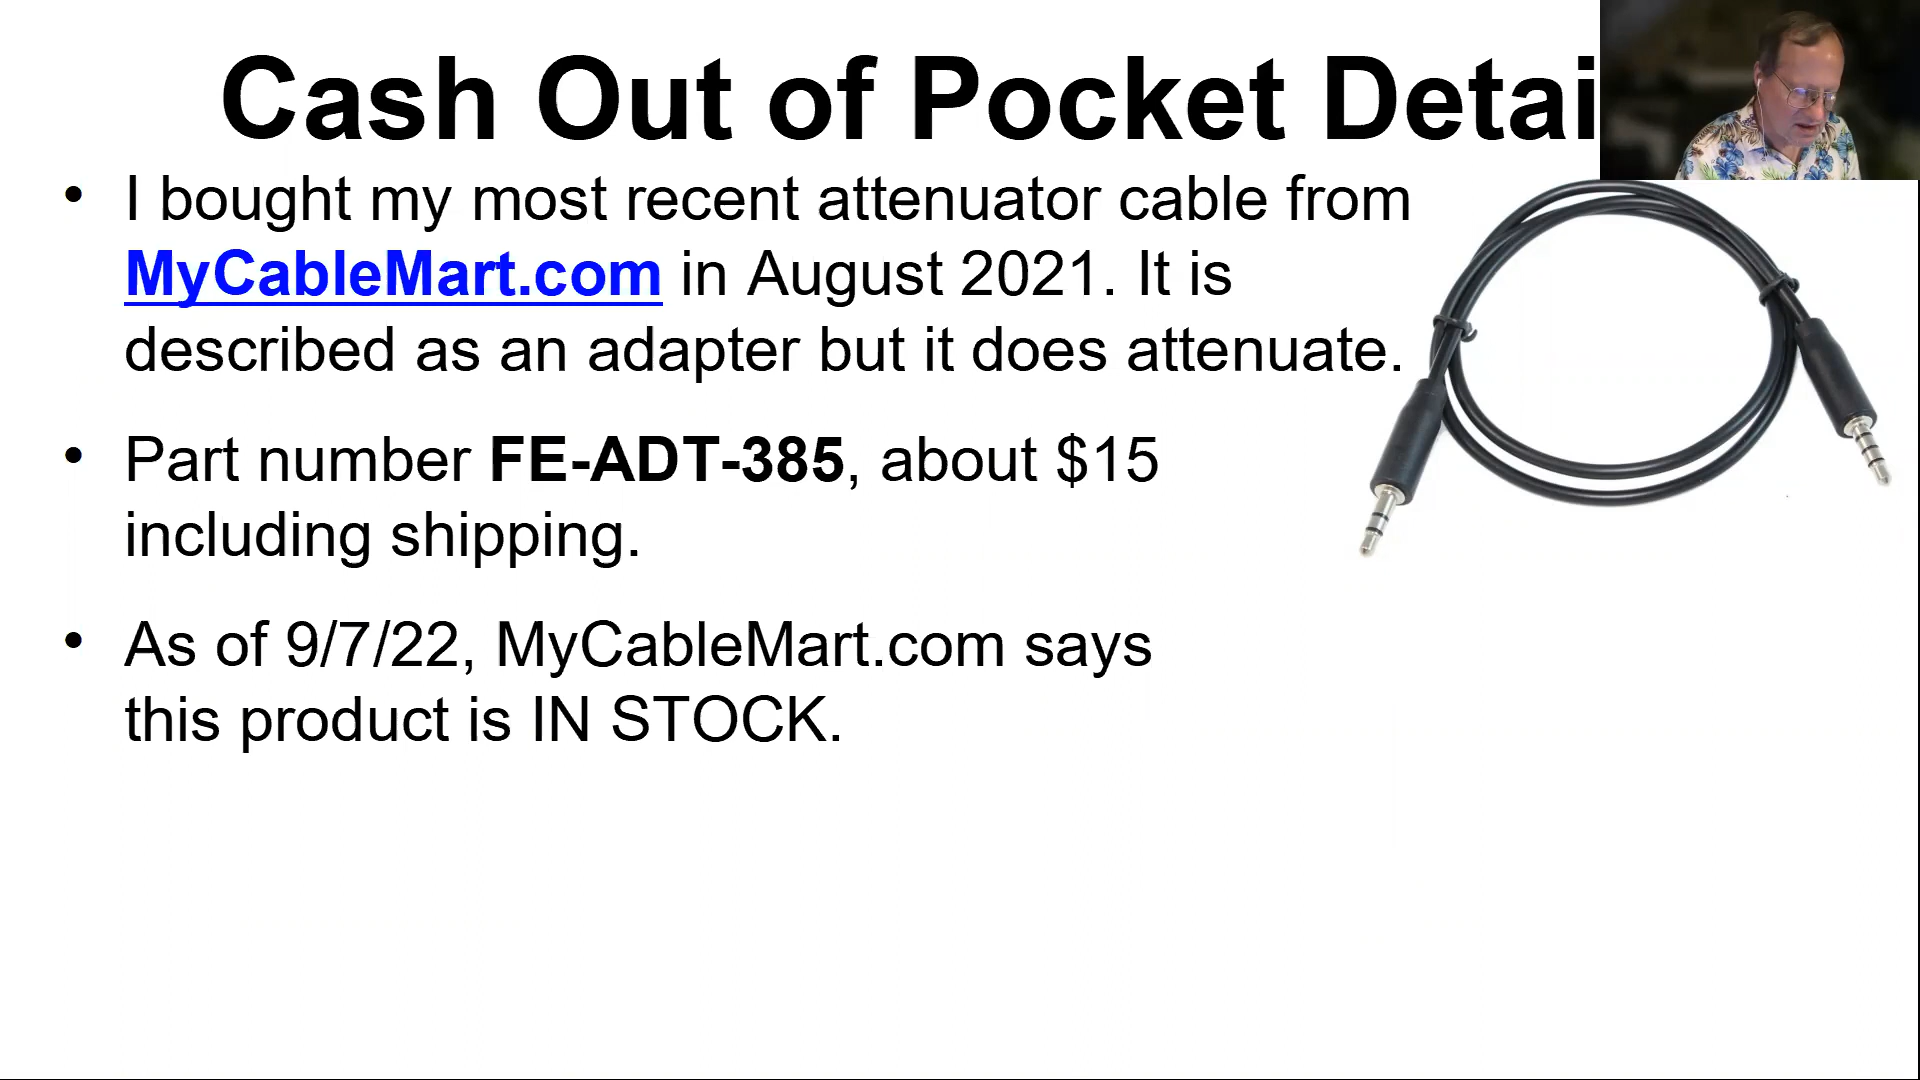 Cash Out of Pocket Detai
• I bought my most recent attenuator cable from
MyCableMart.com in August 2021. It is
described as an adapter but it does attenuate.
• Part number FE-ADT-385, about $15
including shipping.
• As of 9/7/22, MyCableMart.com says
this product is IN STOCK.